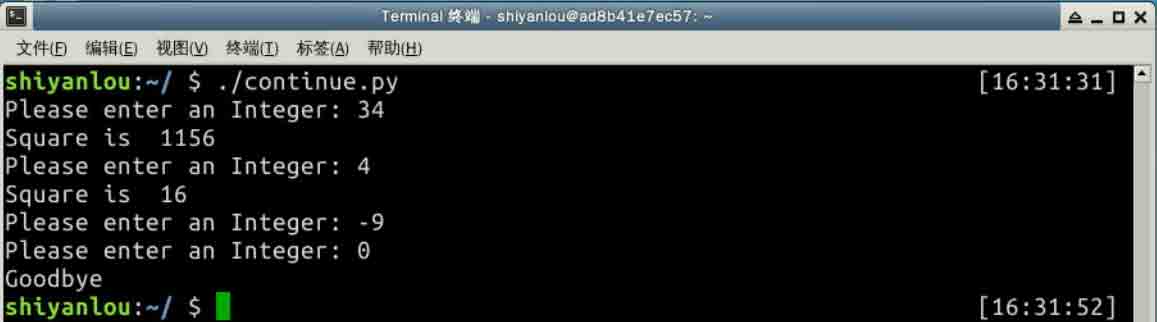 Terminal 终端 - shiyanlou@ad8b41e7ec57: ~
文件(F) 编辑(E) 视图(V) 终端(T) 标签(A) 帮助(H)
shiyanlou:~/ $ ./continue.py [16:31:31]
Please enter an Integer: 34
Square is  1156
Please enter an Integer: 4
Square is  16
Please enter an Integer: -9
Please enter an Integer: 0
Goodbye
shiyanlou:~/ $ [16:31:52]